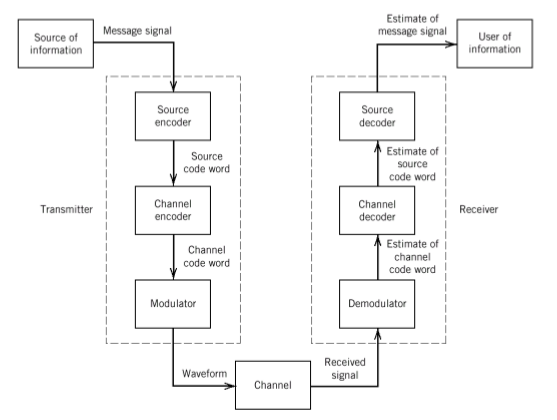 Source of
information
Message signal
Estimate of
message signal
User of
information
Source
encoder
Source
decoder
Source
code word
Estimate of
source
code word
Transmitter
Channel
encoder
Channel
decoder
Receiver
Channel
code word
Estimate of
channel
code word
Modulator
Demodulator
Waveform
Channel
Received
signal